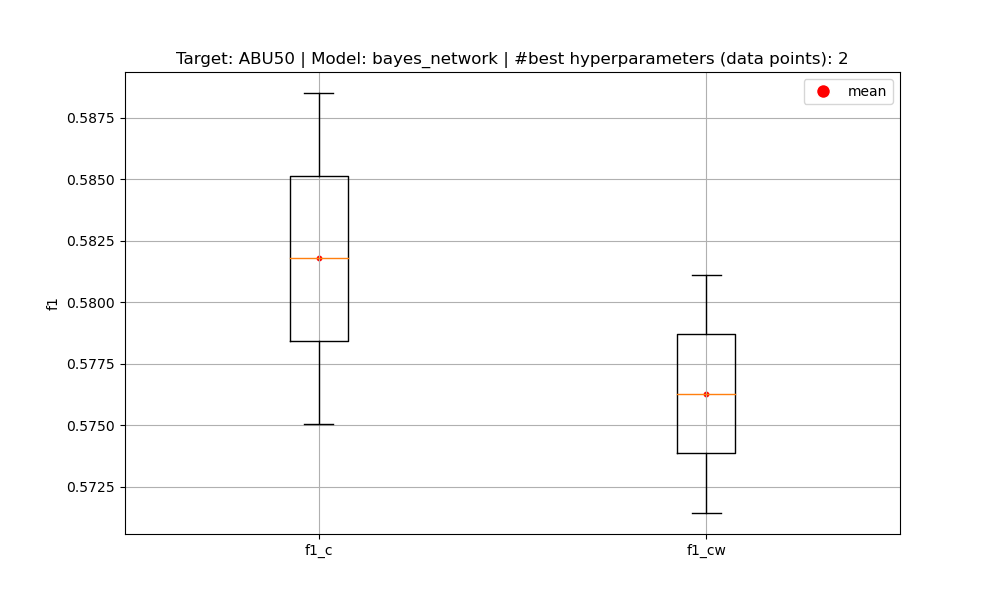 Target: ABU50 | Model: bayes_network | #best hyperparameters (data points): 2
mean
0.5875
0.5850
0.5825
0.5800
0.5775
0.5750
0.5725
f1
f1_c
f1_cw